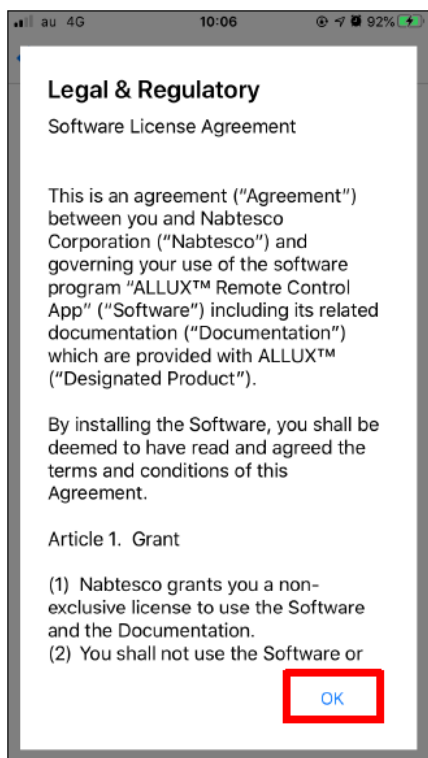 au 4G 10:06 92%
Legal & Regulatory
Software License Agreement
This is an agreement (“Agreement”)
between you and Nabtesco
Corporation (“Nabtesco”) and
governing your use of the software
program “ALLUX™ Remote Control
App” (“Software”) including its related
documentation (“Documentation”)
which are provided with ALLUX™
(“Designated Product”).
By installing the Software, you shall be
deemed to have read and agreed the
terms and conditions of this
Agreement.
Article 1.  Grant
(1)  Nabtesco grants you a non-
exclusive license to use the Software
and the Documentation.
(2)  You shall not use the Software or
OK